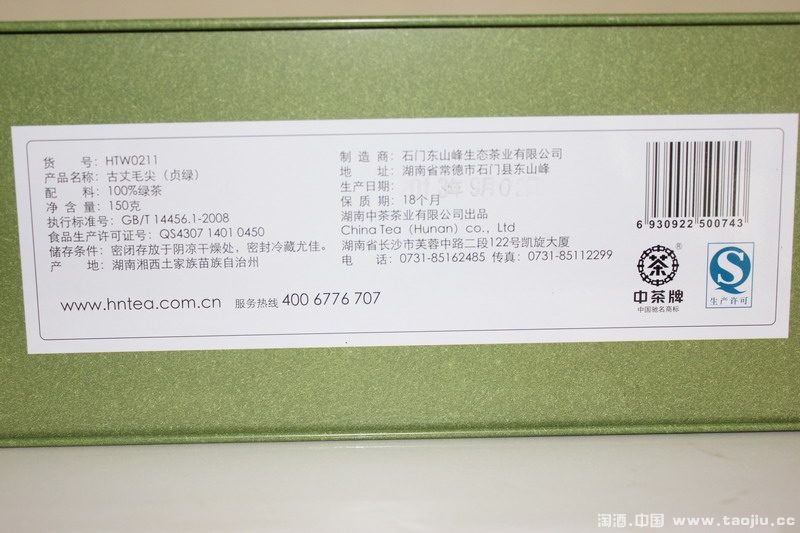 货 号: HTW0211
产品名称: 古丈毛尖(贞绿)
配 料: 100%绿茶
净 含 量: 150克
执行标准号: GB/T 14456.1-2008
食品生产许可证号: QS4307 1401 0450
储存条件: 密闭存放于阴凉干燥处, 密封冷藏尤佳。
产 地: 湖南湘西土家族苗族自治州
制 造 商: 石门东山峰生态茶业有限公司
地 址: 湖南省常德市石门县东山峰
生产日期:
保 质 期: 18个月
湖南中茶茶业有限公司出品
China Tea (Hunan) co., Ltd
湖南省长沙市芙蓉中路二段122号凯旋大厦
电 话: 0731-85162485 传真: 0731-85112299
www.hntea.com.cn 服务热线 400 6776 707
6 930922 500743
茶
®
中茶牌
中国驰名商标
S
生产许可
淘酒.中国 www.taojiu.cc